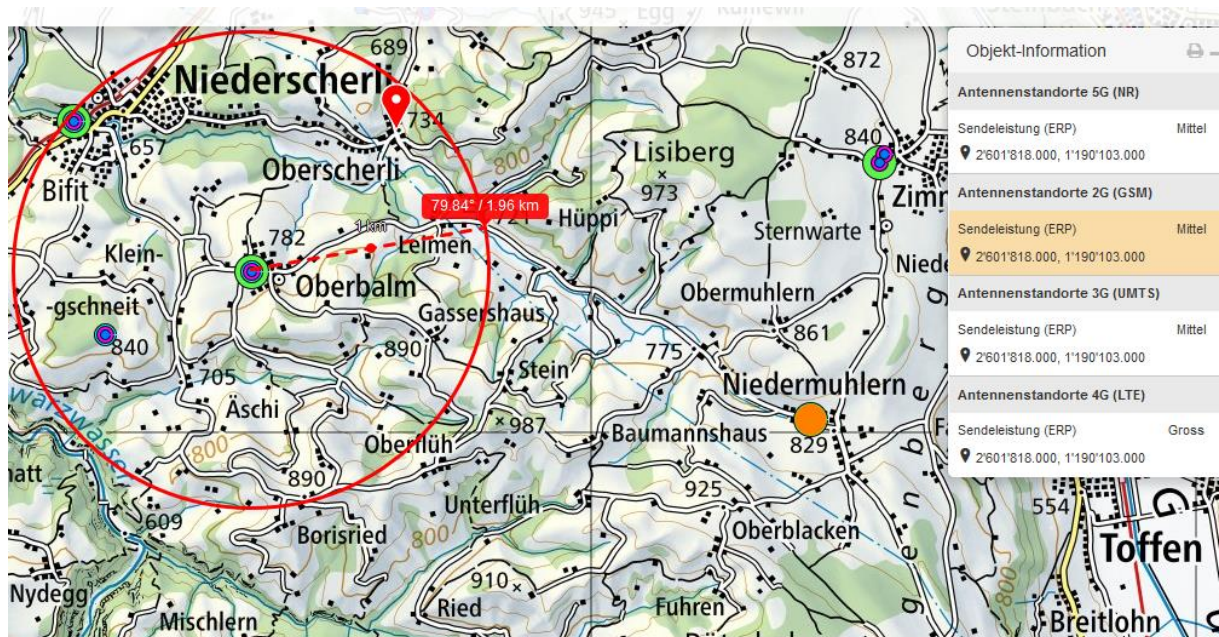 945 Egg
Kühlewil
689
Niederscherli
734
872
657
Oberscherli
800
Lisiberg
973
840
Bifit
79.84° / 1.96 km
1 km
721
Hüppi
782
Leimen
Sternwarte
Klein-
-gschneit
Oberbalm
Gassershaus
Obermuhlern
840
890
861
775
705
Stein
Äschi
Niedermuhlern
987
Oberflüh
Baumannshaus
829
800
890
925
Unterflüh
609
Borisried
800
Oberblacken
554
Toffen
910
Nydegg
Ried
Fuhren
800
Mischlern
Breitlohn
Objekt-Information
Antennenstandorte 5G (NR)
Sendeleistung (ERP) Mittel
2'601'818.000, 1'190'103.000
Antennenstandorte 2G (GSM)
Sendeleistung (ERP) Mittel
2'601'818.000, 1'190'103.000
Antennenstandorte 3G (UMTS)
Sendeleistung (ERP) Mittel
2'601'818.000, 1'190'103.000
Antennenstandorte 4G (LTE)
Sendeleistung (ERP) Gross
2'601'818.000, 1'190'103.000